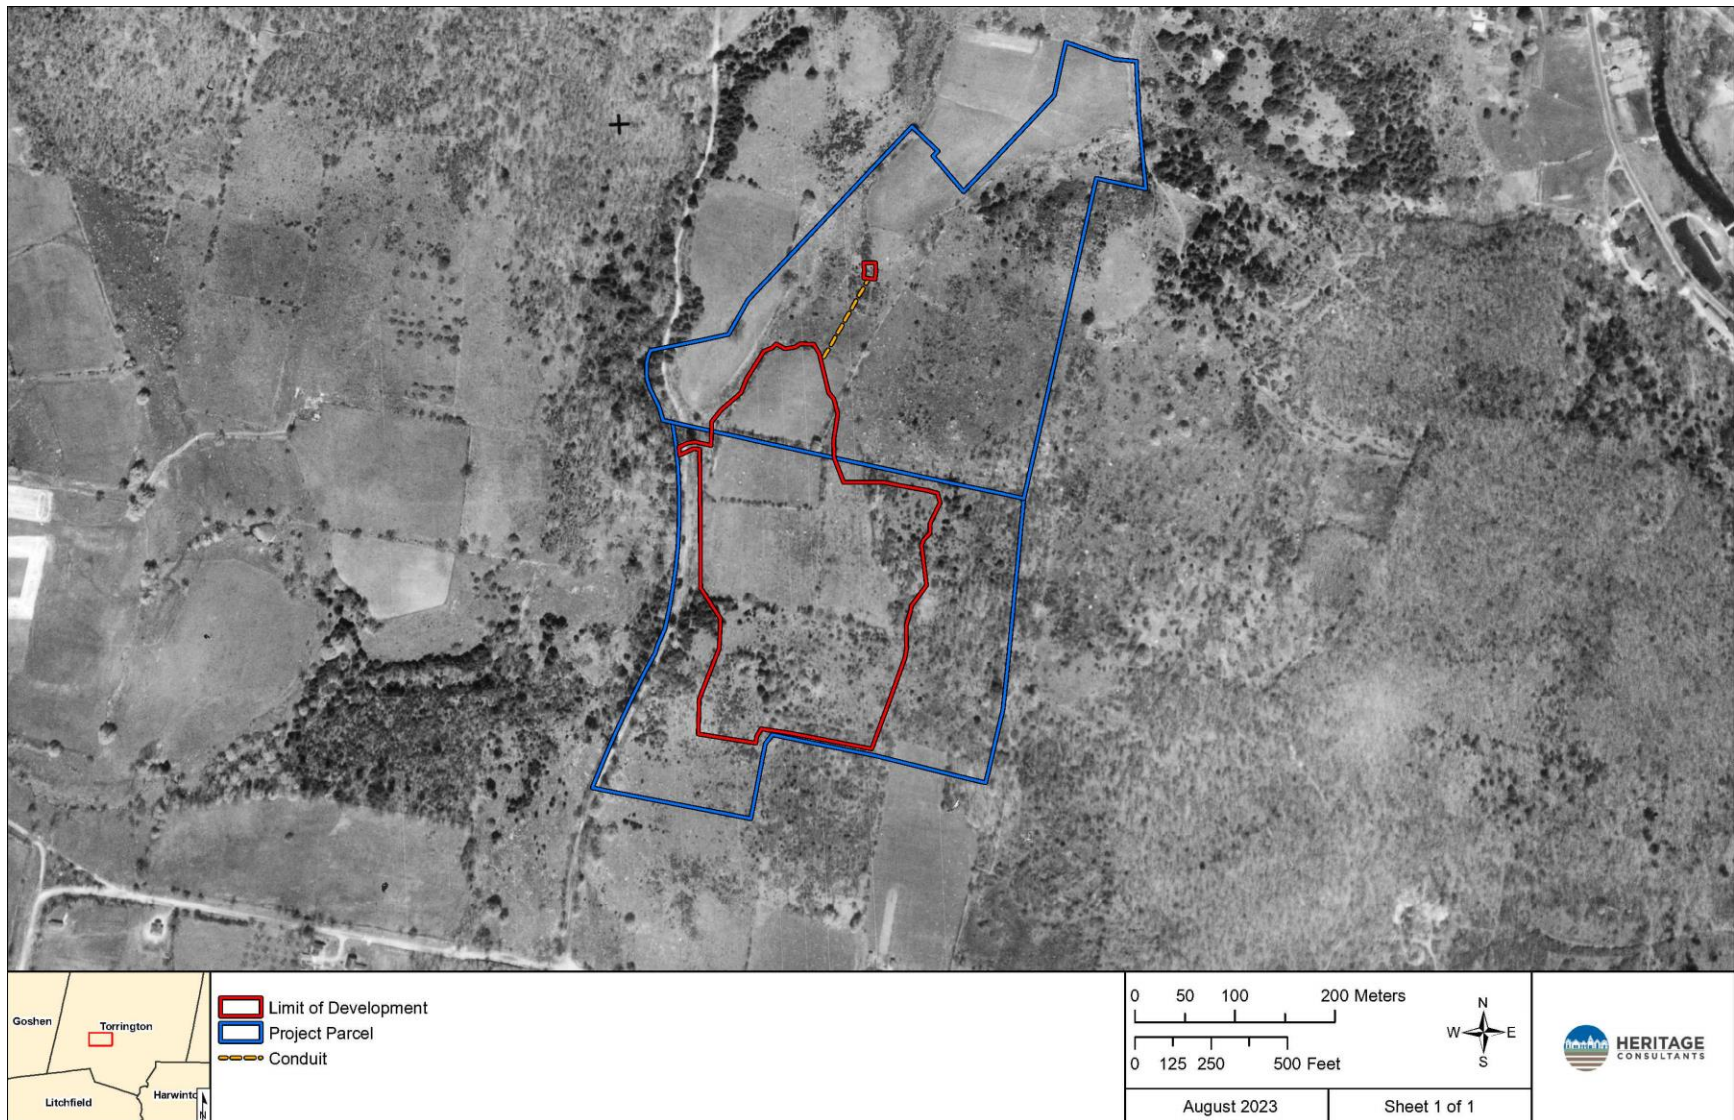 Goshen
Torrington
Litchfield
Harwinto
N
Limit of Development
Project Parcel
Conduit
0 50 100 200 Meters
0 125 250 500 Feet
N
W E
S
August 2023
Sheet 1 of 1
HERITAGE
CONSULTANTS